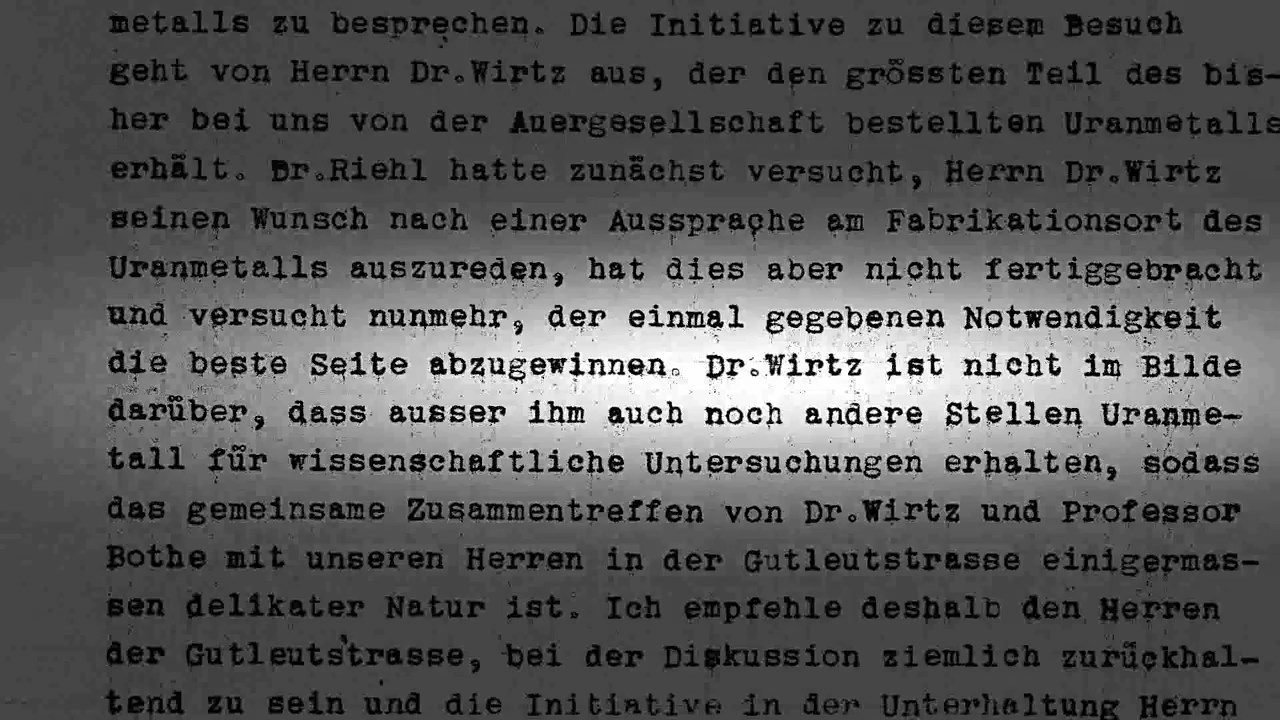 metalls zu besprechen. Die Initiative zu diesem Besuch
geht von Herrn Dr.Wirtz aus, der den grössten Teil des bis-
her bei uns von der Auergesellschaft bestellten Uranmetalls
erhält. Dr.Riehl hatte zunächst versucht, Herrn Dr.Wirtz
seinen Wunsch nach einer Aussprache am Fabrikationsort des
Uranmetalls auszureden, hat dies aber nicht fertiggebracht
und versucht nunmehr, der einmal gegebenen Notwendigkeit
die beste Seite abzugewinnen. Dr.Wirtz ist nicht im Bilde
darüber, dass ausser ihm auch noch andere Stellen Uranme-
tall für wissenschaftliche Untersuchungen erhalten, sodass
das gemeinsame Zusammentreffen von Dr.Wirtz und Professor
Bothe mit unseren Herren in der Gutleutstrasse einigermas-
sen delikater Natur ist. Ich empfehle deshalb den Herren
der Gutleutstrasse, bei der Diskussion ziemlich zurückhal-
tend zu sein und die Initiative in der Unterhaltung Herrn